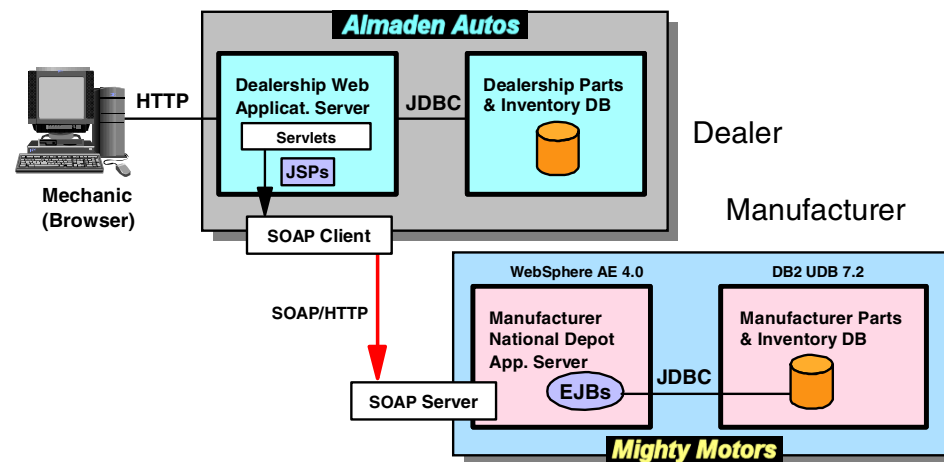 Almaden Autos
Dealership Web
Applicat. Server
Servlets
JSPs
HTTP
JDBC
Dealership Parts
& Inventory DB
Dealer
Mechanic
(Browser)
SOAP Client
Manufacturer
SOAP/HTTP
WebSphere AE 4.0
DB2 UDB 7.2
Manufacturer
National Depot
App. Server
EJBs
JDBC
Manufacturer Parts
& Inventory DB
SOAP Server
Mighty Motors